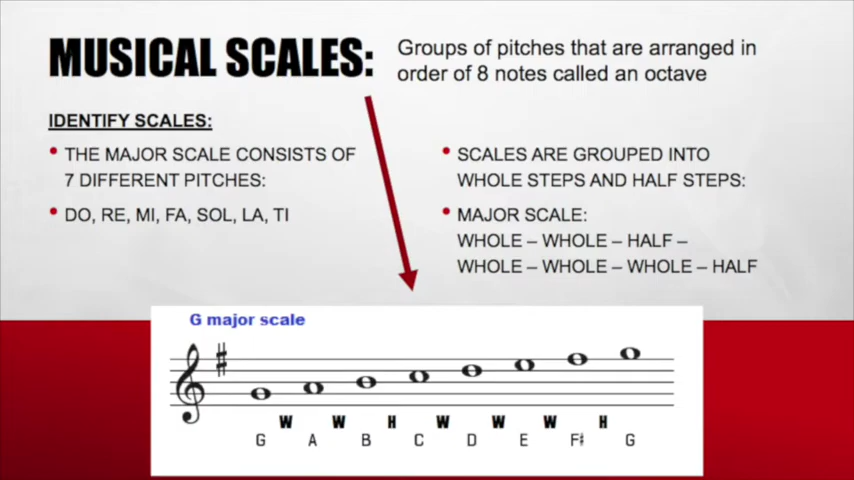 MUSICAL SCALES:
Groups of pitches that are arranged in
order of 8 notes called an octave
IDENTIFY SCALES:
• THE MAJOR SCALE CONSISTS OF
7 DIFFERENT PITCHES:
• DO, RE, MI, FA, SOL, LA, TI
• SCALES ARE GROUPED INTO
WHOLE STEPS AND HALF STEPS:
• MAJOR SCALE:
WHOLE – WHOLE – HALF –
WHOLE – WHOLE – WHOLE – HALF
G major scale
W W H W W W H
G A B C D E F♯ G